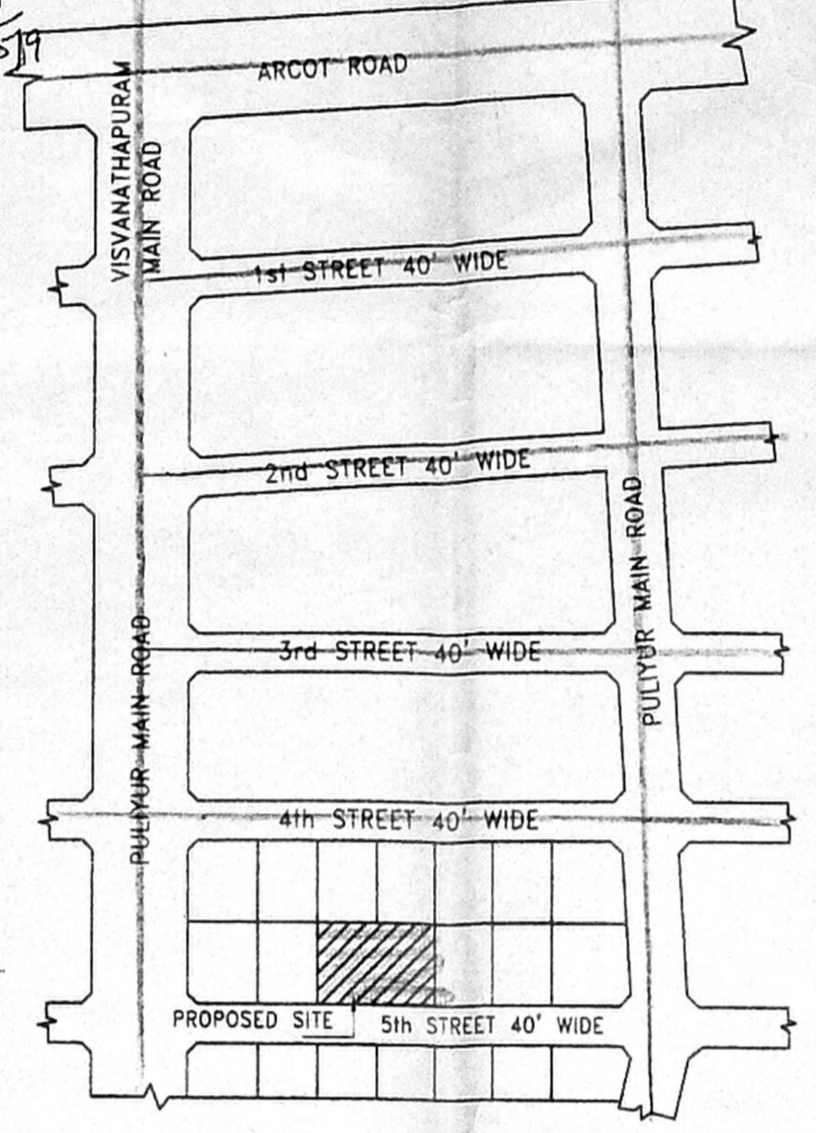 ARCOT ROAD
VISVANATHAPURAM
MAIN ROAD
1st STREET 40' WIDE
2nd STREET 40' WIDE
PULIYUR MAIN ROAD
3rd STREET 40' WIDE
PULIYUR MAIN ROAD
4th STREET 40' WIDE
PROPOSED SITE
5th STREET 40' WIDE